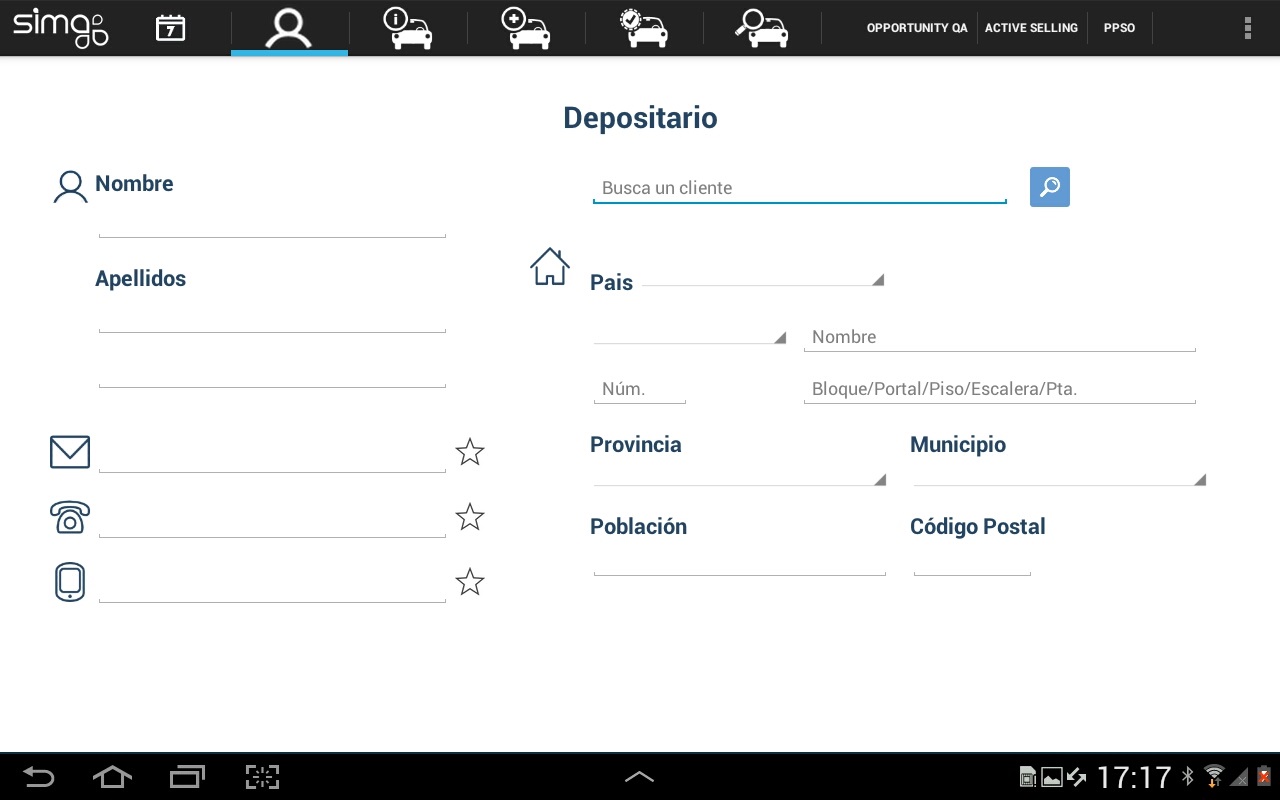 simo
7
i
OPPORTUNITY QA
ACTIVE SELLING
PPSO
Depositario
Nombre
Busca un cliente
Apellidos
Pais
Nombre
Núm.
Bloque/Portal/Piso/Escalera/Pta.
Provincia
Municipio
Población
Código Postal
17:17